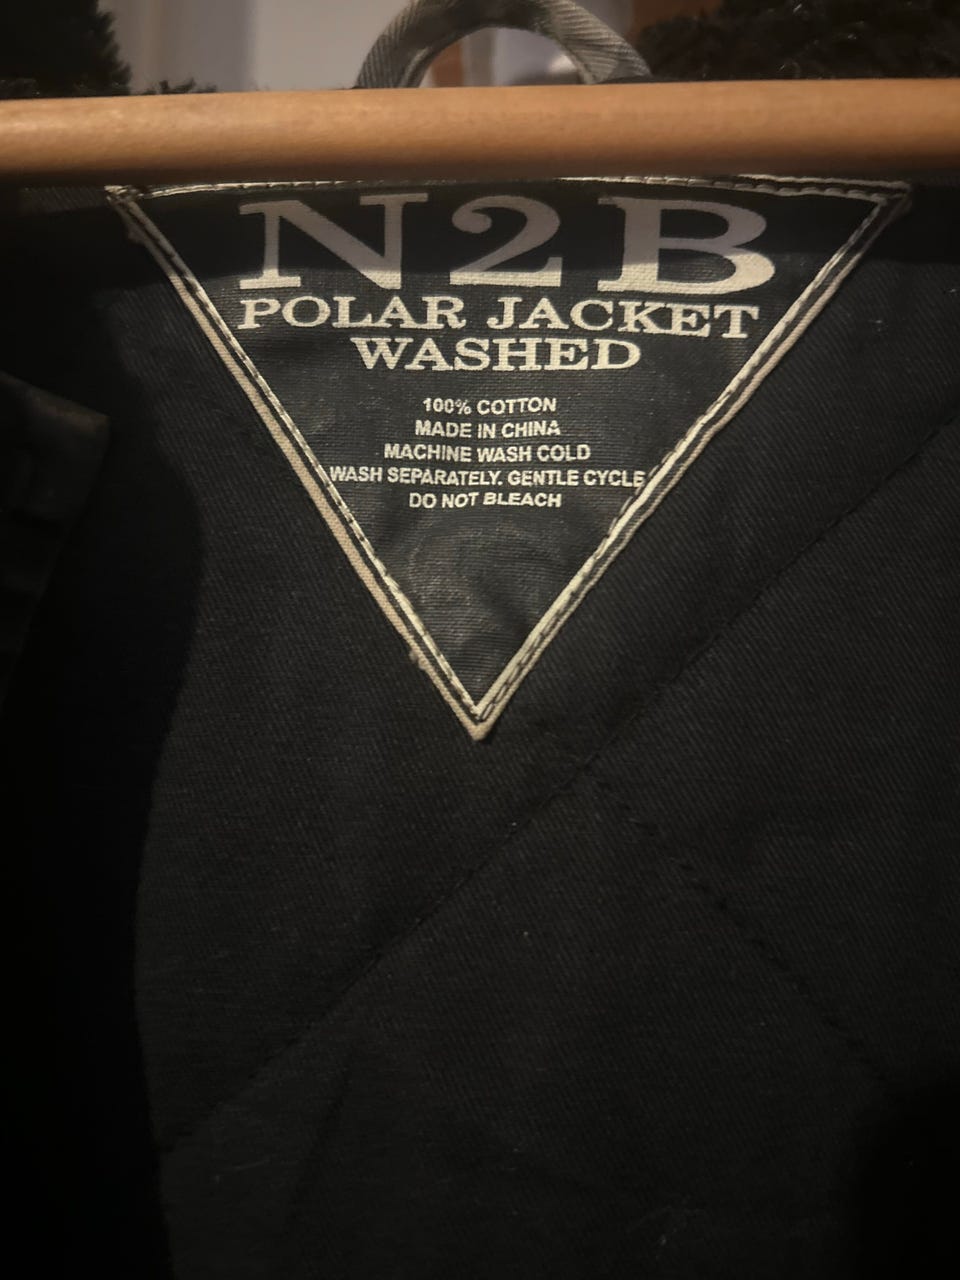 N2B
POLAR JACKET
WASHED
100% COTTON
MADE IN CHINA
MACHINE WASH COLD
WASH SEPARATELY. GENTLE CYCLE
DO NOT BLEACH